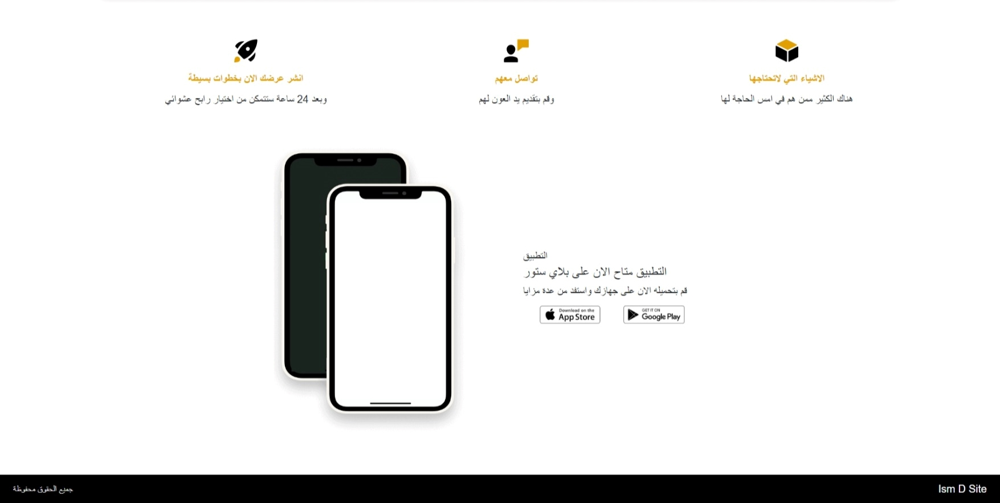 الاشياء التي لاتحتاجها
هناك الكثير ممن هم في امس الحاجة لها
تواصل معهم
وقم بتقديم يد العون لهم
انشر عرضك الان بخطوات بسيطة
وبعد 24 ساعة ستتمكن من اختيار رابح عشوائي
التطبيق
التطبيق متاح الان على بلاي ستور
قم بتحميله الان على جهازك واستفد من عدة مزايا
GET IT ON
Google Play
Download on the
App Store
Ism D Site
جميع الحقوق محفوظة